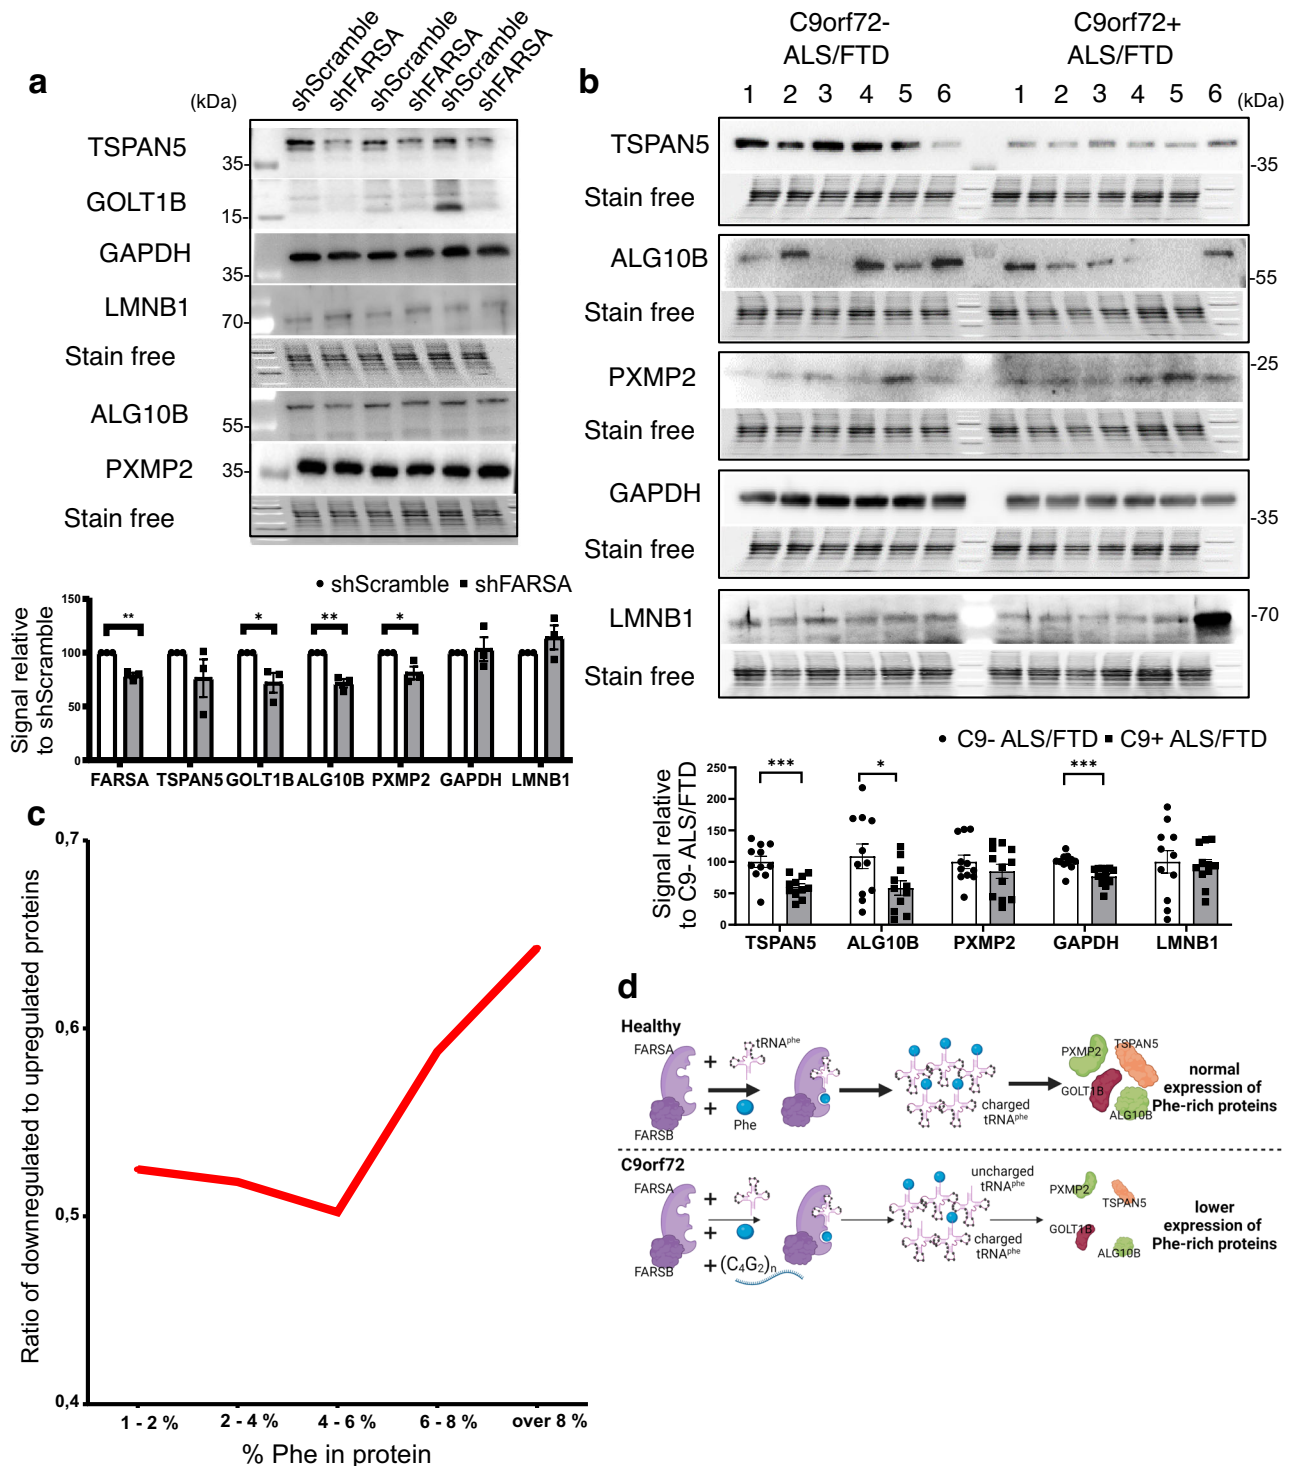 a
shScramble
shFARSA
shScramble
shFARSA
shScramble
shFARSA
(kDa)
TSPAN5
35-
GOLT1B
15-
GAPDH
35-
LMNB1
70-
Stain free
ALG10B
55-
PXMP2
35-
Stain free
● shScramble ■ shFARSA
Signal relative
to shScramble
150
100
50
0
** * ** *
FARSA TSPAN5 GOLT1B ALG10B PXMP2 GAPDH LMNB1
b
C9orf72-
ALS/FTD
C9orf72+
ALS/FTD
1 2 3 4 5 6 1 2 3 4 5 6 (kDa)
TSPAN5
-35
Stain free
ALG10B
-55
Stain free
PXMP2
-25
Stain free
GAPDH
-35
Stain free
LMNB1
-70
Stain free
● C9- ALS/FTD ■ C9+ ALS/FTD
Signal relative
to C9- ALS/FTD
250
200
150
100
50
0
*** * ***
TSPAN5 ALG10B PXMP2 GAPDH LMNB1
c
Ratio of downregulated to upregulated proteins
0,7
0,6
0,5
0,4
1 - 2 % 2 - 4 % 4 - 6 % 6 - 8 % over 8 %
% Phe in protein
d
Healthy
FARSA
FARSB
+
tRNAᵖʰᵉ
+
Phe
charged
tRNAᵖʰᵉ
PXMP2
TSPAN5
GOLT1B
ALG10B
normal
expression of
Phe-rich proteins
C9orf72
FARSA
FARSB
+
+
+ (C₄G₂)ₙ
uncharged
tRNAᵖʰᵉ
charged
tRNAᵖʰᵉ
PXMP2
TSPAN5
GOLT1B
ALG10B
lower
expression of
Phe-rich proteins